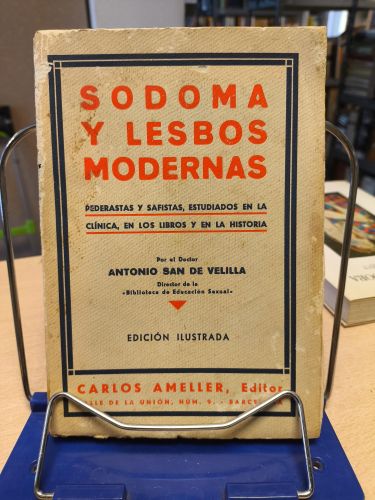 SODOMA
Y LESBOS
MODERNAS
PEDERASTAS Y SAFISTAS, ESTUDIADOS EN LA
CLÍNICA, EN LOS LIBROS Y EN LA HISTORIA
Por el Doctor
ANTONIO SAN DE VELILLA
Director de la
«Biblioteca de Educación Sexual»
EDICIÓN ILUSTRADA
CARLOS AMELLER, Editor
DE LA UNIÓN, NÚM. 9. -